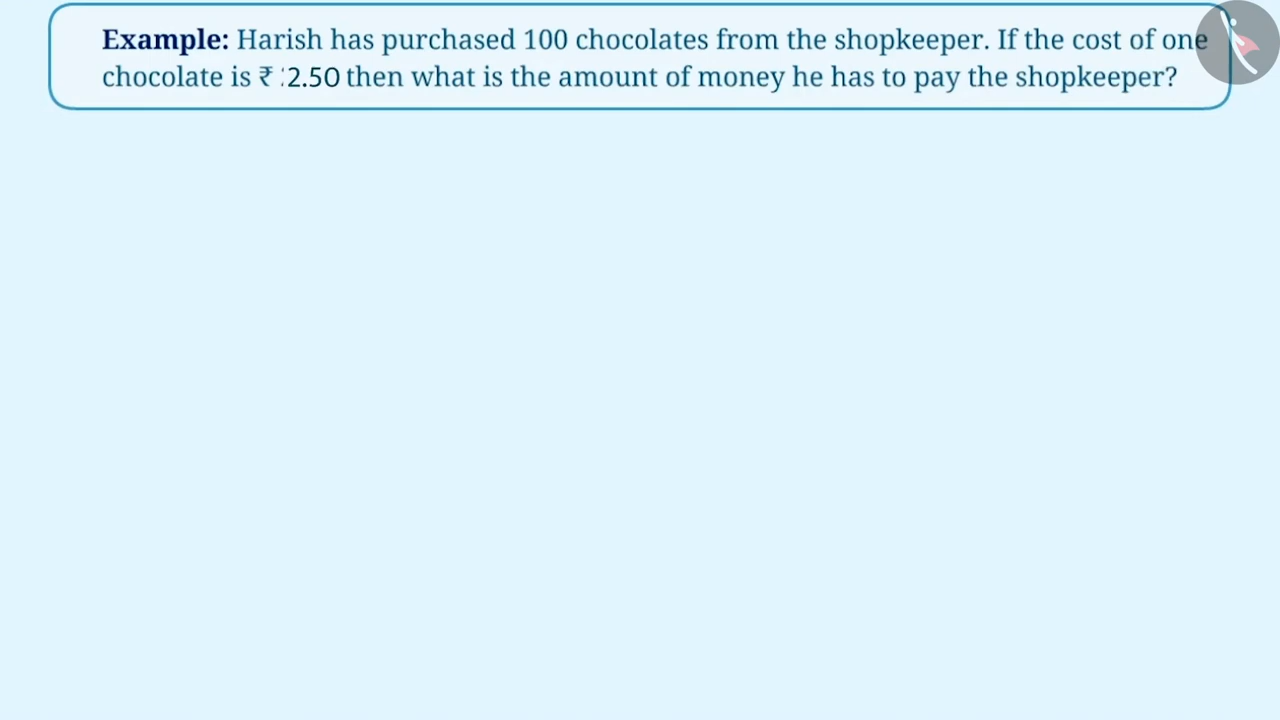 Example: Harish has purchased 100 chocolates from the shopkeeper. If the cost of one
chocolate is ₹ 2.50 then what is the amount of money he has to pay the shopkeeper?